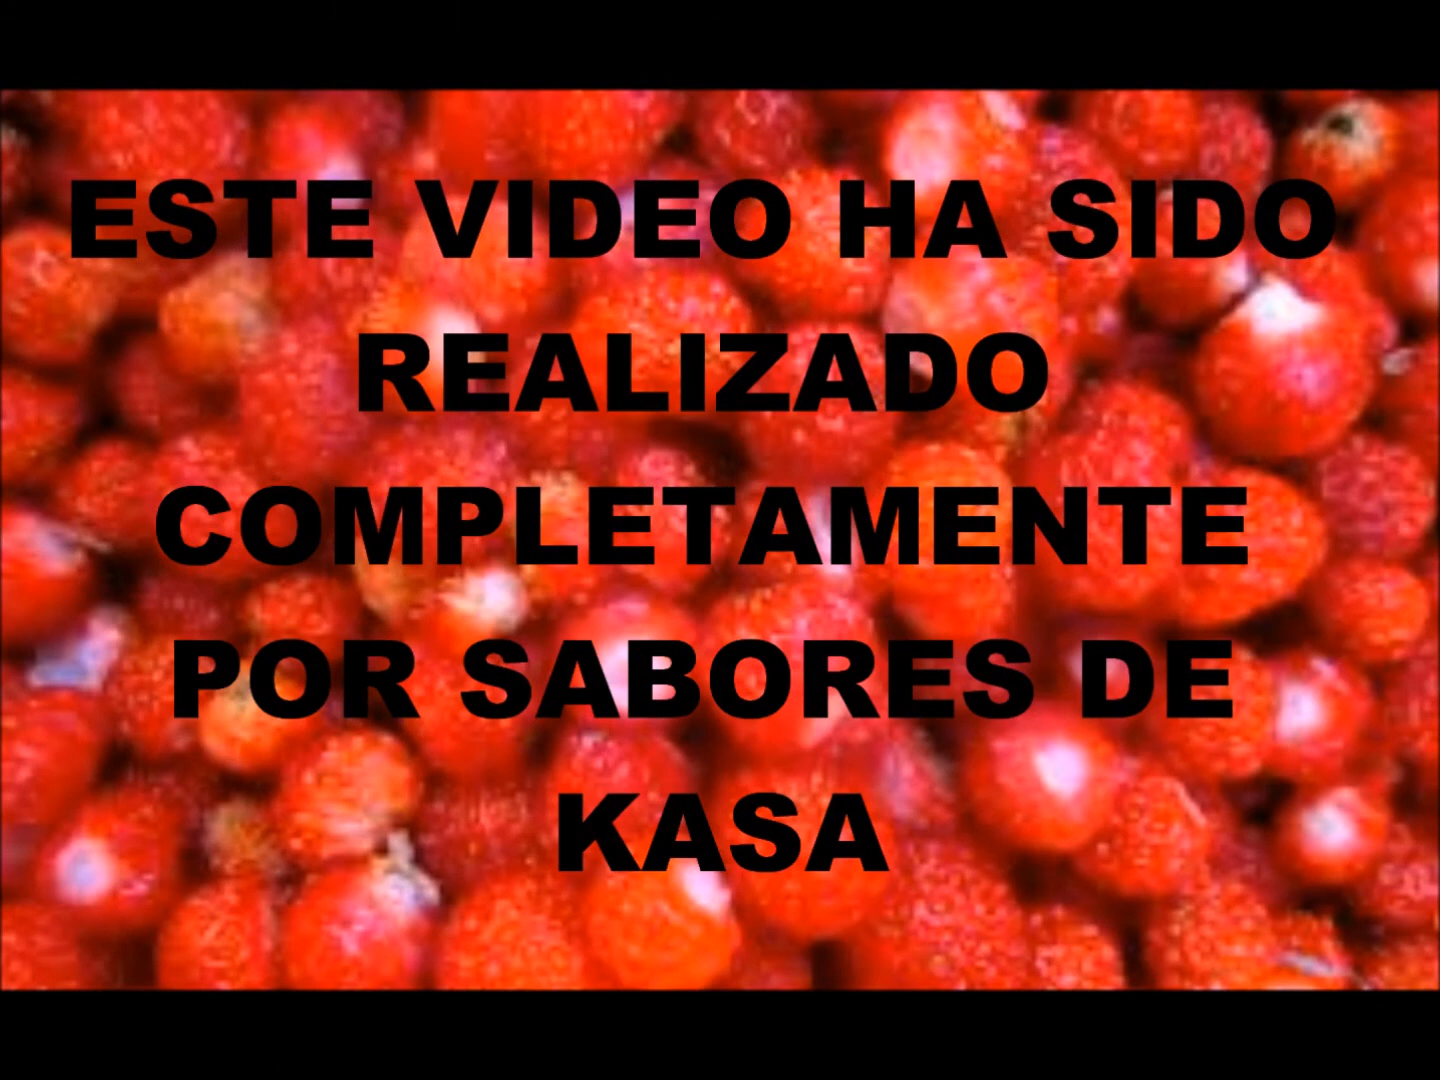 ESTE VIDEO HA SIDO
REALIZADO
COMPLETAMENTE
POR SABORES DE
KASA